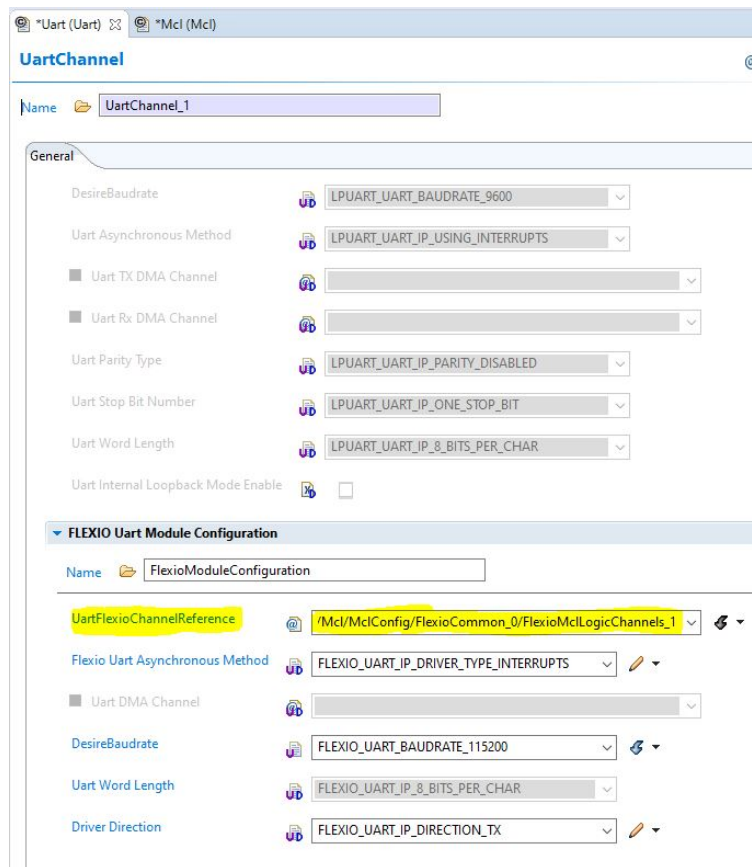 *Uart (Uart) *Mcl (Mcl)
UartChannel
Name UartChannel_1
General
DesireBaudrate LPUART_UART_BAUDRATE_9600
Uart Asynchronous Method LPUART_UART_IP_USING_INTERRUPTS
Uart TX DMA Channel
Uart Rx DMA Channel
Uart Parity Type LPUART_UART_IP_PARITY_DISABLED
Uart Stop Bit Number LPUART_UART_IP_ONE_STOP_BIT
Uart Word Length LPUART_UART_IP_8_BITS_PER_CHAR
Uart Internal Loopback Mode Enable
FLEXIO Uart Module Configuration
Name FlexioModuleConfiguration
UartFlexioChannelReference /Mcl/MclConfig/FlexioCommon_0/FlexioMclLogicChannels_1
Flexio Uart Asynchronous Method FLEXIO_UART_IP_DRIVER_TYPE_INTERRUPTS
Uart DMA Channel
DesireBaudrate FLEXIO_UART_BAUDRATE_115200
Uart Word Length FLEXIO_UART_IP_8_BITS_PER_CHAR
Driver Direction FLEXIO_UART_IP_DIRECTION_TX